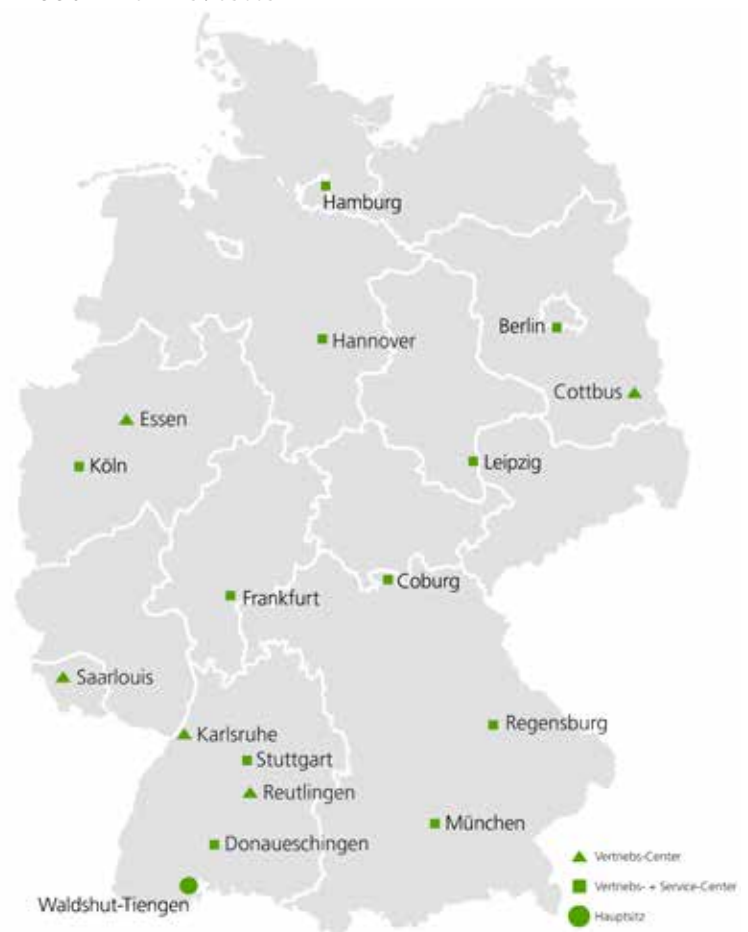 Hamburg
Berlin
Hannover
Cottbus
Essen
Leipzig
Köln
Coburg
Frankfurt
Saarlouis
Regensburg
Karlsruhe
Stuttgart
Reutlingen
München
Donaueschingen
Vertriebs-Center
Vertriebs- + Service-Center
Waldshut-Tiengen
Hauptsitz